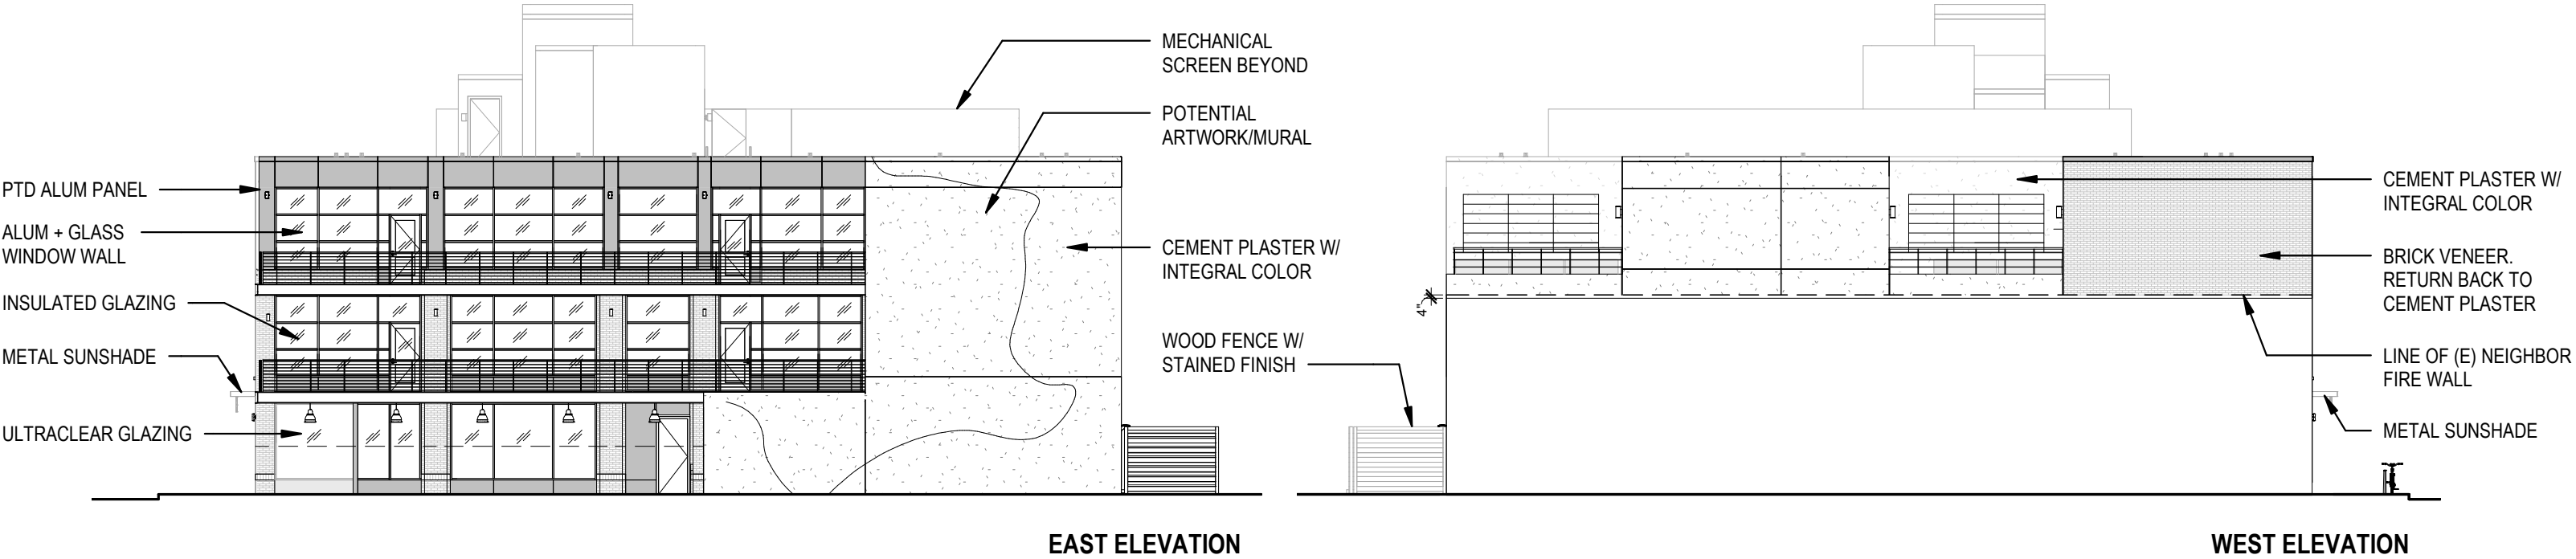 PTD ALUM PANEL
ALUM + GLASS
WINDOW WALL
INSULATED GLAZING
METAL SUNSHADE
ULTRACLEAR GLAZING
MECHANICAL
SCREEN BEYOND
POTENTIAL
ARTWORK/MURAL
CEMENT PLASTER W/
INTEGRAL COLOR
WOOD FENCE W/
STAINED FINISH
EAST ELEVATION
4"
CEMENT PLASTER W/
INTEGRAL COLOR
BRICK VENEER.
RETURN BACK TO
CEMENT PLASTER
LINE OF (E) NEIGHBOR
FIRE WALL
METAL SUNSHADE
WEST ELEVATION